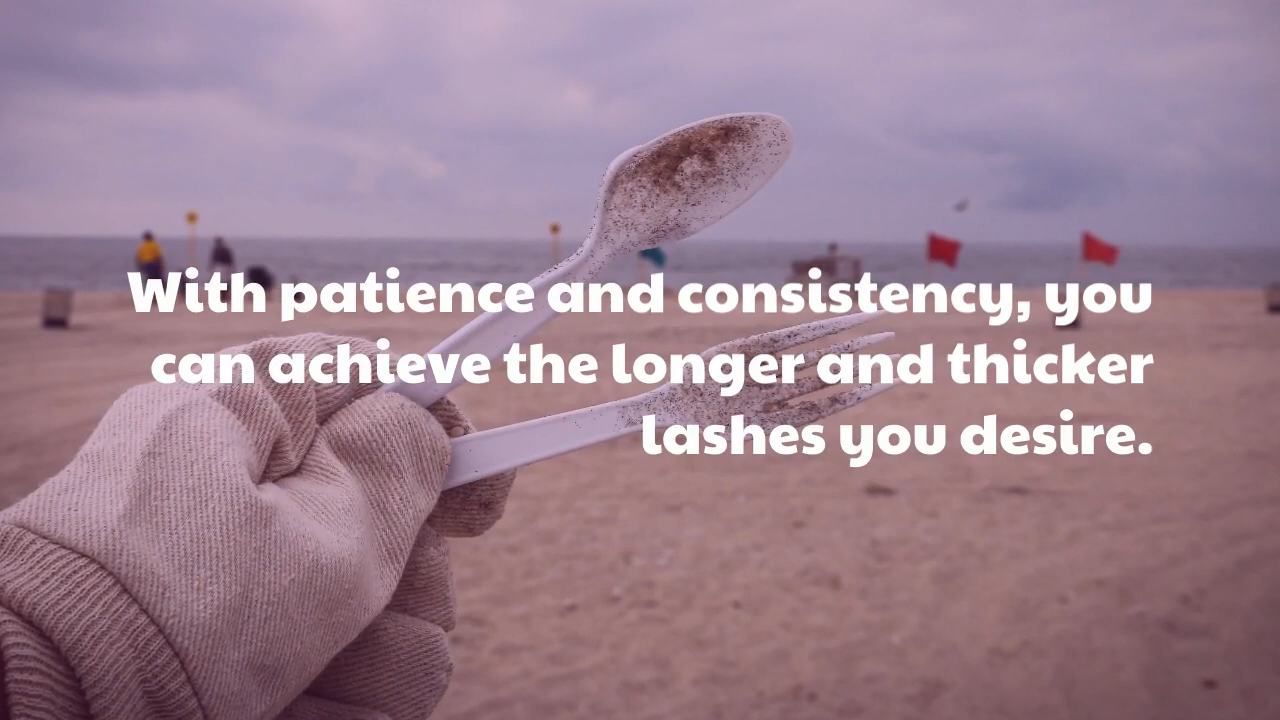 With patience and consistency, you
can achieve the longer and thicker
lashes you desire.